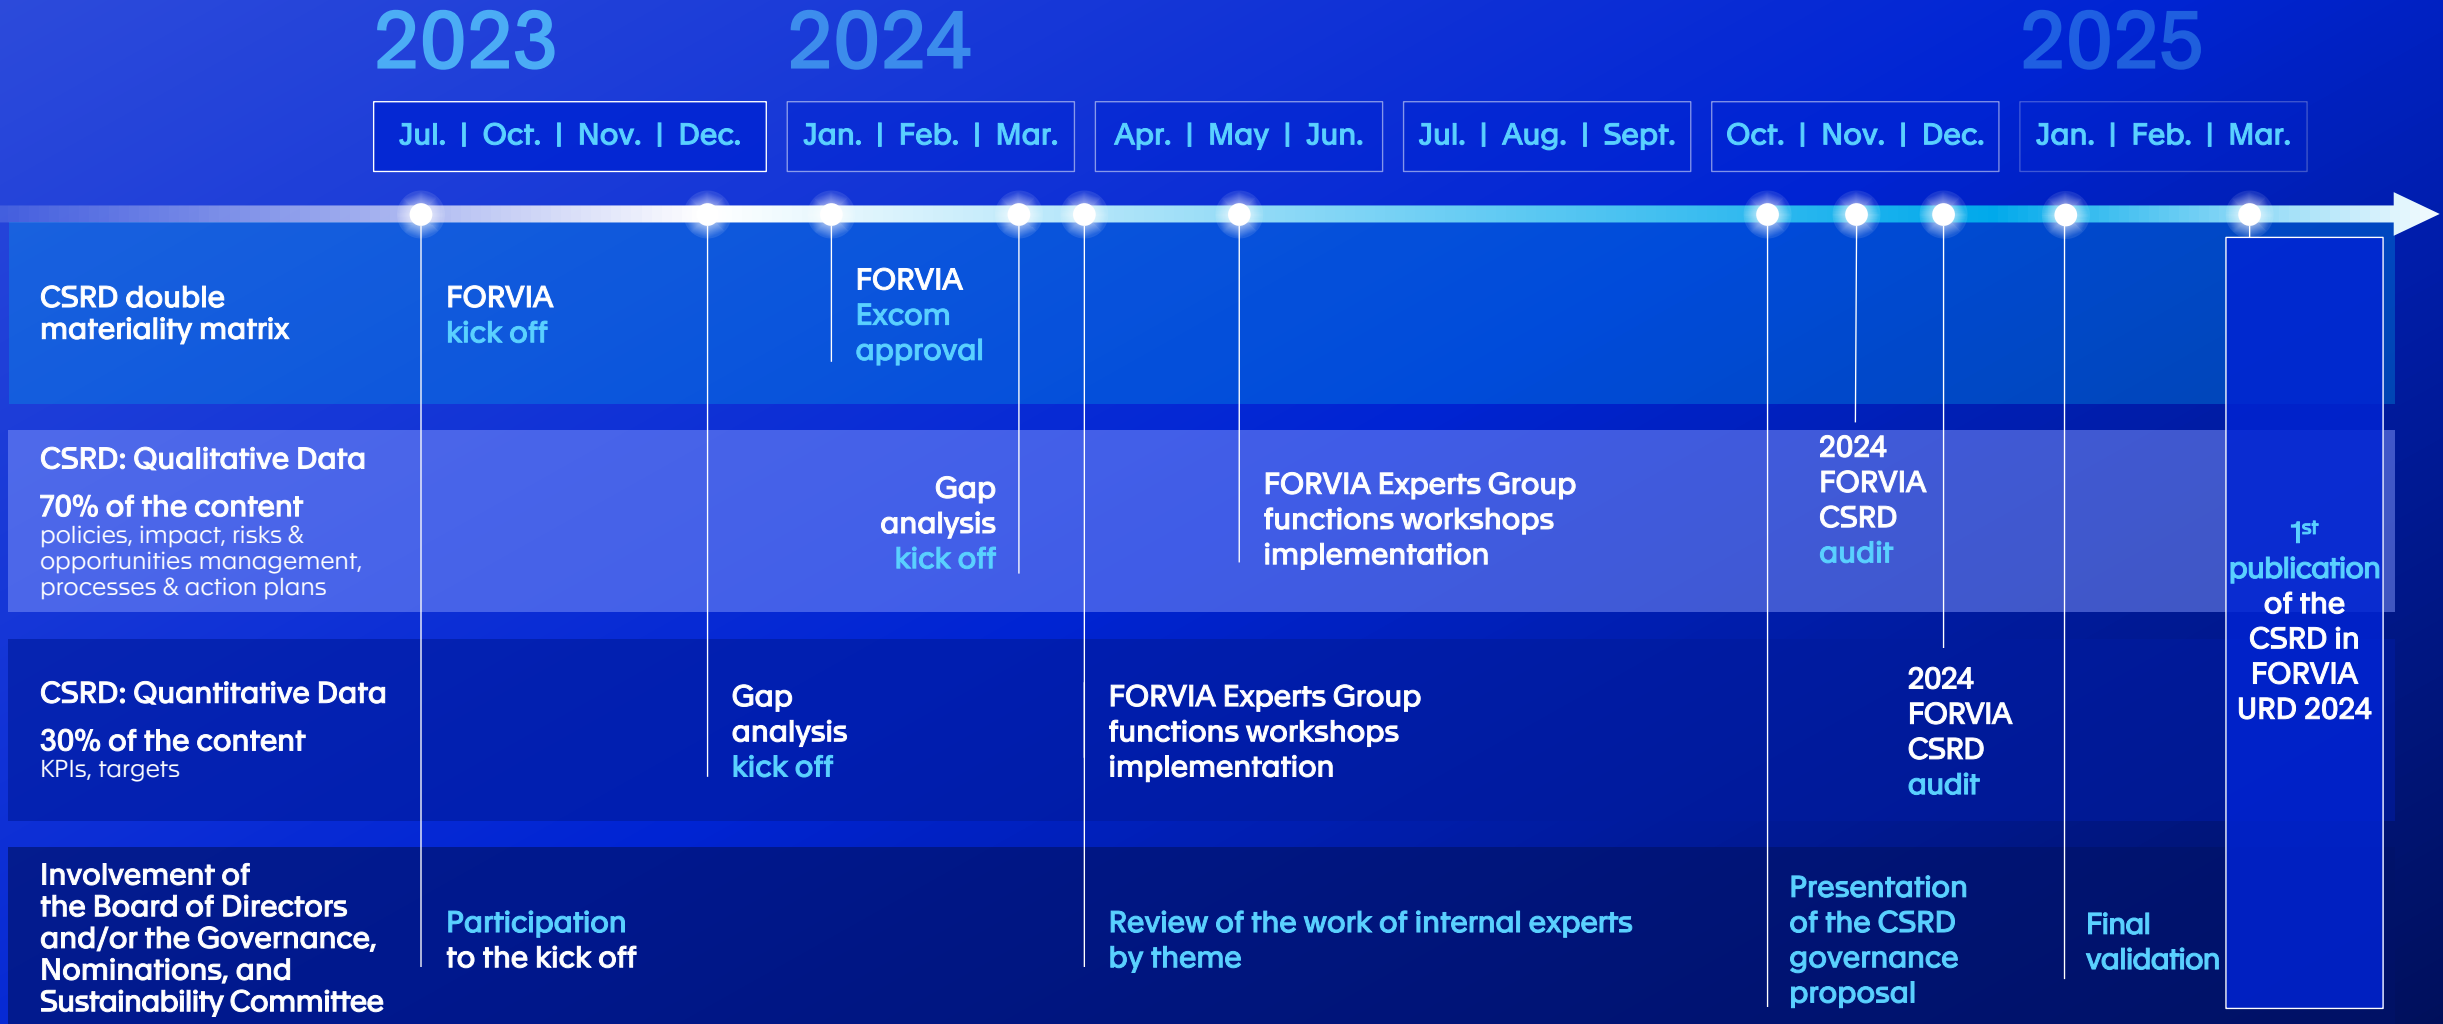 2023
2024
2025
Jul. | Oct. | Nov. | Dec.
Jan. | Feb. | Mar.
Apr. | May | Jun.
Jul. | Aug. | Sept.
Oct. | Nov. | Dec.
Jan. | Feb. | Mar.
CSRD double
materiality matrix
FORVIA
kick off
FORVIA
Excom
approval
CSRD: Qualitative Data
70% of the content
policies, impact, risks &
opportunities management,
processes & action plans
Gap
analysis
kick off
FORVIA Experts Group
functions workshops
implementation
2024
FORVIA
CSRD
audit
CSRD: Quantitative Data
30% of the content
KPIs, targets
Gap
analysis
kick off
FORVIA Experts Group
functions workshops
implementation
2024
FORVIA
CSRD
audit
Involvement of
the Board of Directors
and/or the Governance,
Nominations, and
Sustainability Committee
Participation
to the kick off
Review of the work of internal experts
by theme
Presentation
of the CSRD
governance
proposal
Final
validation
1st
publication
of the
CSRD in
FORVIA
URD 2024